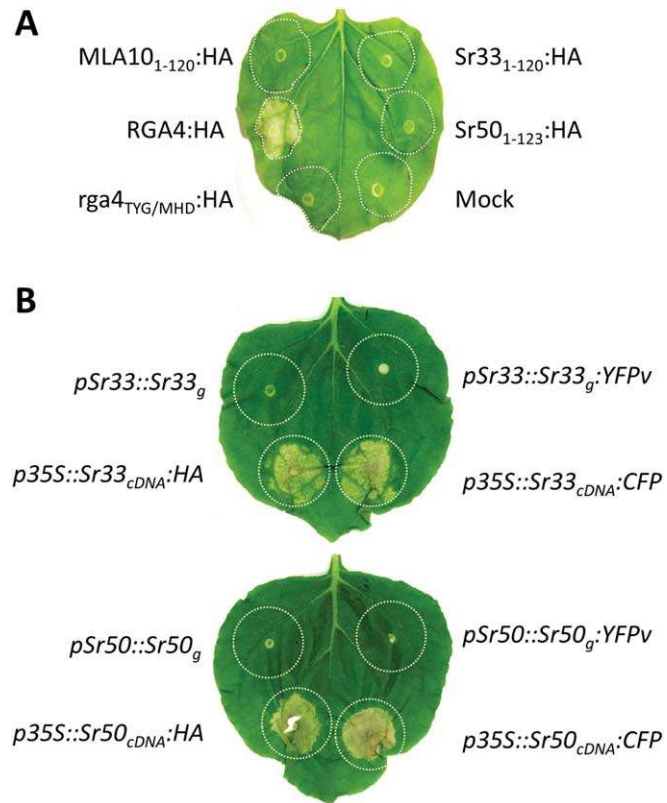 A
MLA10₁₋₁₂₀:HA
Sr33₁₋₁₂₀:HA
RGA4:HA
Sr50₁₋₁₂₃:HA
rga4TYG/MHD:HA
Mock
B
pSr33::Sr33g
pSr33::Sr33g:YFPv
p35S::Sr33cDNA:HA
p35S::Sr33cDNA:CFP
pSr50::Sr50g
pSr50::Sr50g:YFPv
p35S::Sr50cDNA:HA
p35S::Sr50cDNA:CFP